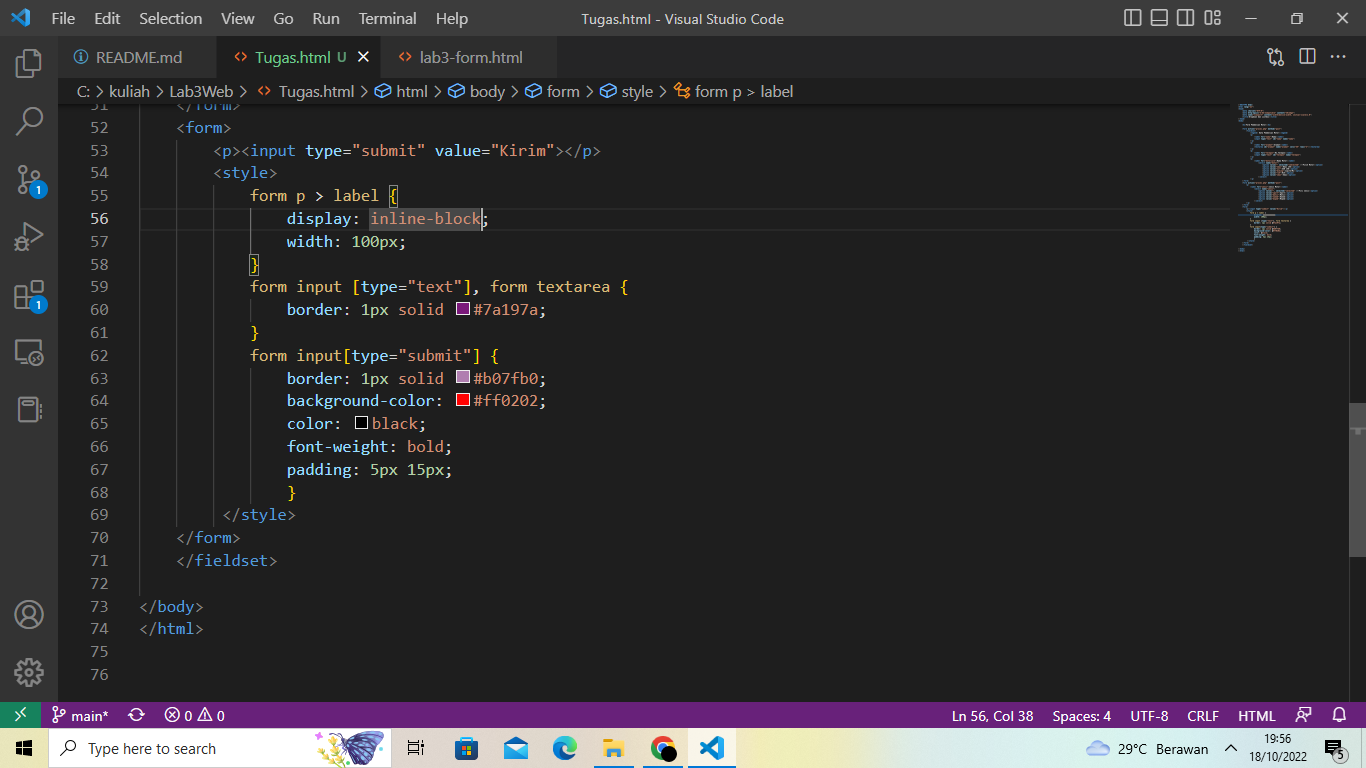 File Edit Selection View Go Run Terminal Help Tugas.html - Visual Studio Code
README.md Tugas.html U lab3-form.html
C: > kuliah > Lab3Web > Tugas.html > html > body > form > style > form p > label
51 </form>
52 <form>
53 <p><input type="submit" value="Kirim"></p>
54 <style>
55 form p > label {
56 display: inline-block;
57 width: 100px;
58 }
59 form input [type="text"], form textarea {
60 border: 1px solid #7a197a;
61 }
62 form input[type="submit"] {
63 border: 1px solid #b07fb0;
64 background-color: #ff0202;
65 color: black;
66 font-weight: bold;
67 padding: 5px 15px;
68 }
69 </style>
70 </form>
71 </fieldset>
72
73 </body>
74 </html>
75
76
1
1
main* 0 0 Ln 56, Col 38 Spaces: 4 UTF-8 CRLF HTML
Type here to search 29°C Berawan 19:56
18/10/2022 5